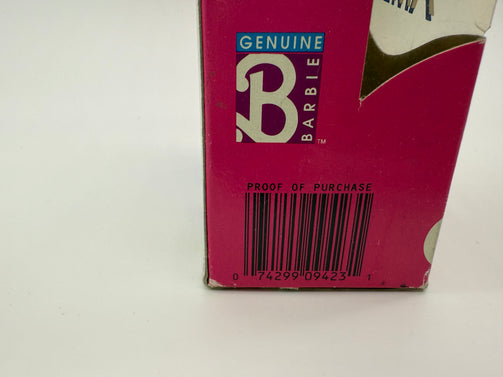 GENUINE
B
BARBIE
TM
PROOF OF PURCHASE
0 74299 09423 1